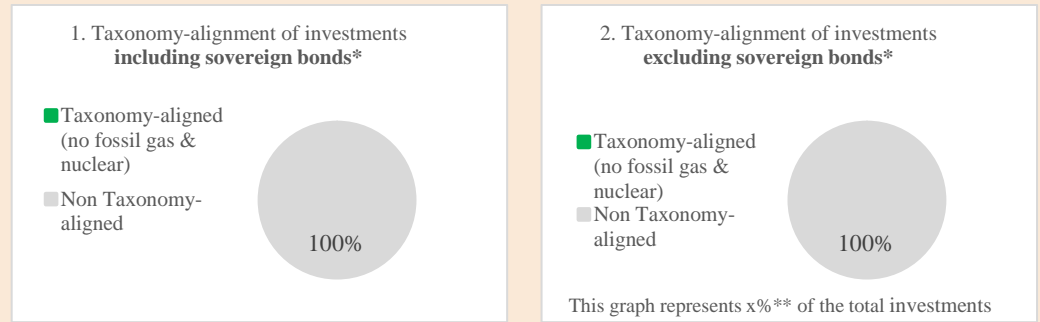 1. Taxonomy-alignment of investments
including sovereign bonds*
Taxonomy-aligned
(no fossil gas &
nuclear)
Non Taxonomy-
aligned
100%
2. Taxonomy-alignment of investments
excluding sovereign bonds*
Taxonomy-aligned
(no fossil gas &
nuclear)
Non Taxonomy-
aligned
100%
This graph represents x%** of the total investments